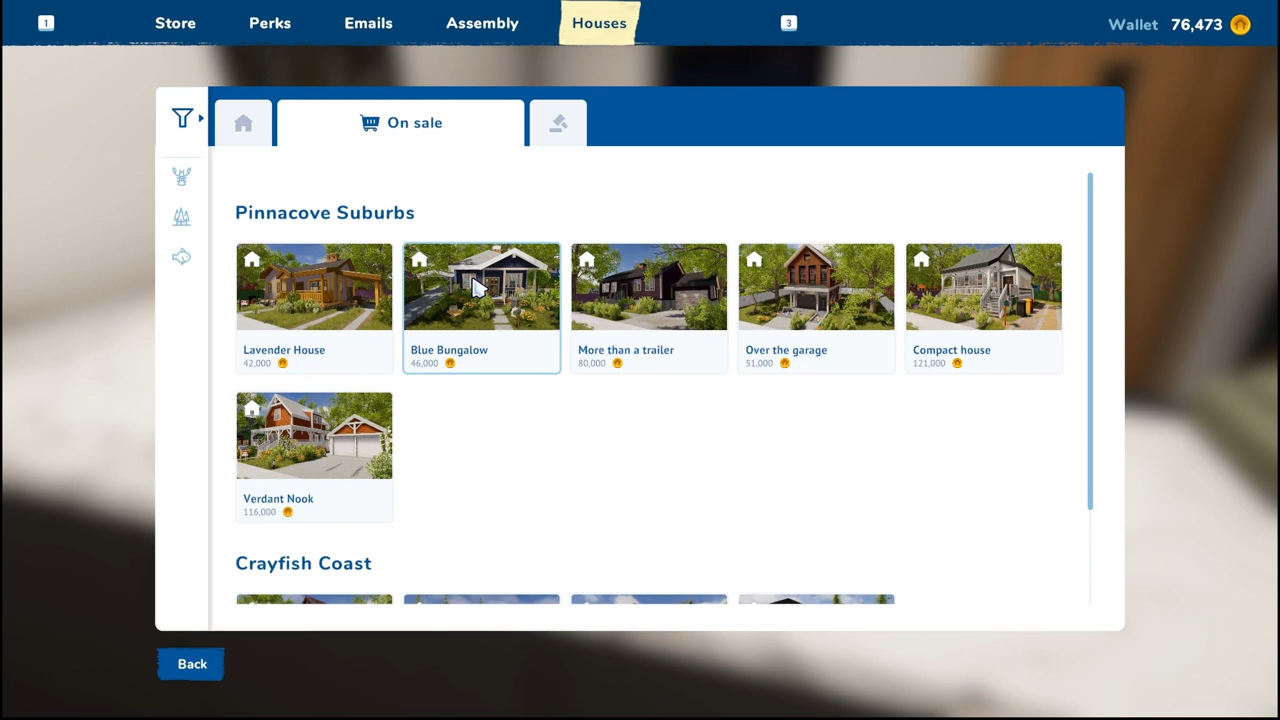 1 Store Perks Emails Assembly Houses 3 Wallet 76,473
On sale
Pinnacove Suburbs
Lavender House
42,000
Blue Bungalow
46,000
More than a trailer
80,000
Over the garage
51,000
Compact house
121,000
Verdant Nook
116,000
Crayfish Coast
Back